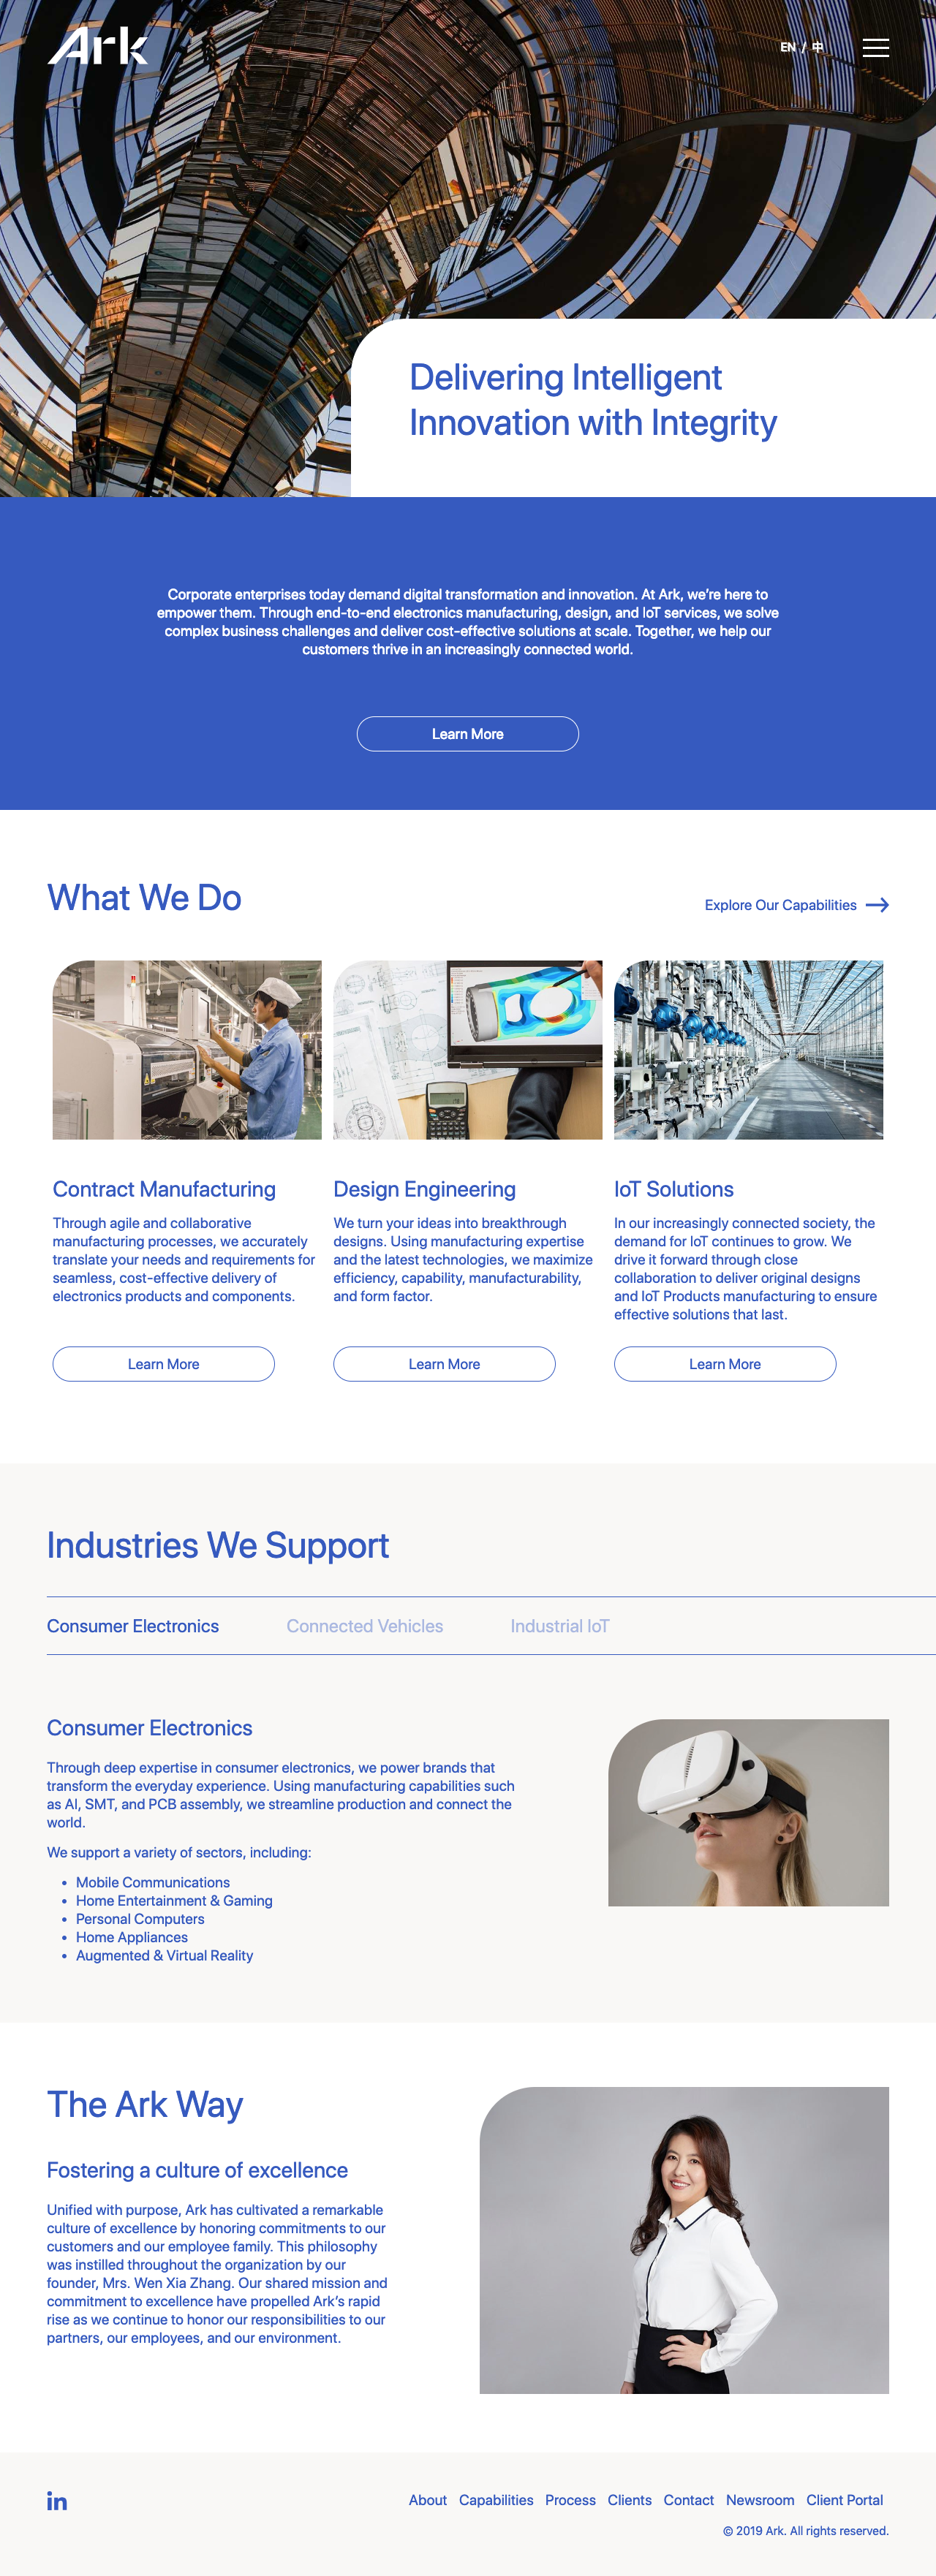 Ark
EN / 中
Delivering Intelligent
Innovation with Integrity
Corporate enterprises today demand digital transformation and innovation. At Ark, we’re here to
empower them. Through end-to-end electronics manufacturing, design, and IoT services, we solve
complex business challenges and deliver cost-effective solutions at scale. Together, we help our
customers thrive in an increasingly connected world.
Learn More
What We Do
Explore Our Capabilities
Contract Manufacturing
Through agile and collaborative
manufacturing processes, we accurately
translate your needs and requirements for
seamless, cost-effective delivery of
electronics products and components.
Learn More
Design Engineering
We turn your ideas into breakthrough
designs. Using manufacturing expertise
and the latest technologies, we maximize
efficiency, capability, manufacturability,
and form factor.
Learn More
IoT Solutions
In our increasingly connected society, the
demand for IoT continues to grow. We
drive it forward through close
collaboration to deliver original designs
and IoT Products manufacturing to ensure
effective solutions that last.
Learn More
Industries We Support
Consumer Electronics
Connected Vehicles
Industrial IoT
Consumer Electronics
Through deep expertise in consumer electronics, we power brands that
transform the everyday experience. Using manufacturing capabilities such
as AI, SMT, and PCB assembly, we streamline production and connect the
world.
We support a variety of sectors, including:
• Mobile Communications
• Home Entertainment & Gaming
• Personal Computers
• Home Appliances
• Augmented & Virtual Reality
The Ark Way
Fostering a culture of excellence
Unified with purpose, Ark has cultivated a remarkable
culture of excellence by honoring commitments to our
customers and our employee family. This philosophy
was instilled throughout the organization by our
founder, Mrs. Wen Xia Zhang. Our shared mission and
commitment to excellence have propelled Ark’s rapid
rise as we continue to honor our responsibilities to our
partners, our employees, and our environment.
in
About Capabilities Process Clients Contact Newsroom Client Portal
© 2019 Ark. All rights reserved.